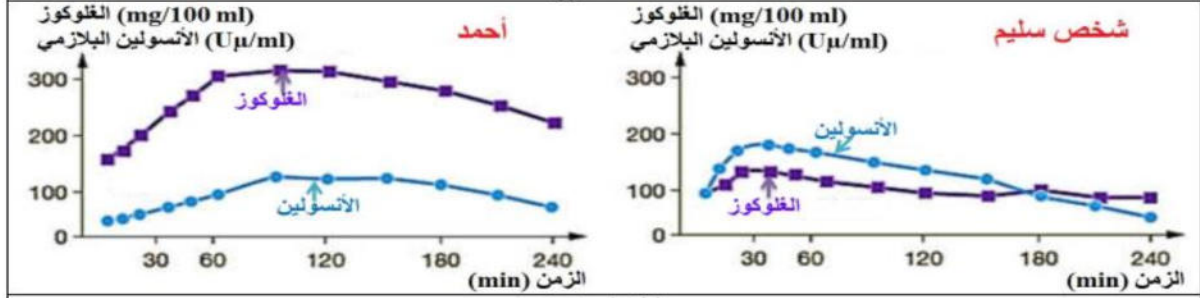 الغلوكوز (mg/100 ml)
الأنسولين البلازمي (Uµ/ml)
أحمد
300
200
100
0
الغلوكوز
الأنسولين
30 60 120 180 240
الزمن (min)
الغلوكوز (mg/100 ml)
الأنسولين البلازمي (Uµ/ml)
شخص سليم
300
200
100
0
الأنسولين
الغلوكوز
30 60 120 180 240
الزمن (min)